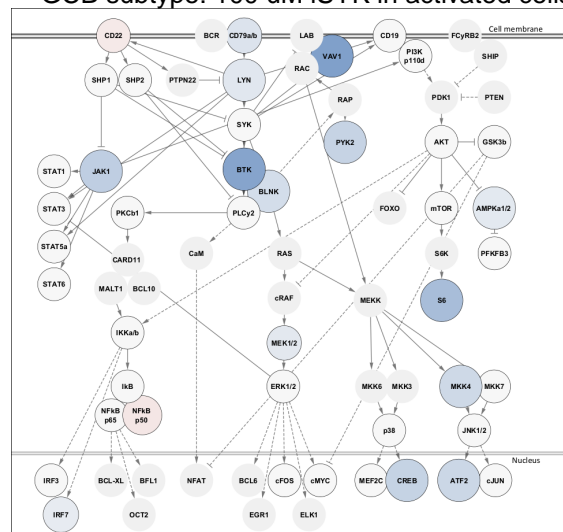 GCB subtype: 100 uM ISTK in activated cells
Cell membrane
CD22
BCR
CD79a/b
LAB
CD19
FCγRB2
VAV1
PI3K
p110d
SHIP
RAC
SHP1
SHP2
PTPN22
LYN
RAP
PDK1
PTEN
SYK
PYK2
AKT
GSK3b
STAT1
JAK1
BTK
BLNK
STAT3
PKCb1
PLCy2
FOXO
mTOR
AMPKa1/2
STAT5a
CARD11
CaM
RAS
S6K
PFKFB3
STAT6
MALT1
BCL10
cRAF
MEKK
S6
IKKa/b
MEK1/2
IkB
ERK1/2
MKK6
MKK3
MKK4
MKK7
NFkB
p65
NFkB
p50
p38
JNK1/2
Nucleus
IRF3
BCL-XL
BFL1
NFAT
BCL6
cFOS
cMYC
MEF2C
CREB
ATF2
cJUN
IRF7
OCT2
EGR1
ELK1